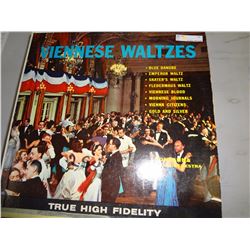 VIENNESE WALTZES
• BLUE DANUBE
• EMPEROR WALTZ
• SKATER'S WALTZ
• FLEDERMAUS WALTZ
• VIENNESE BLOOD
• MORNING JOURNALS
• VIENNA CITIZENS
• GOLD AND SILVER
TRUE HIGH FIDELITY